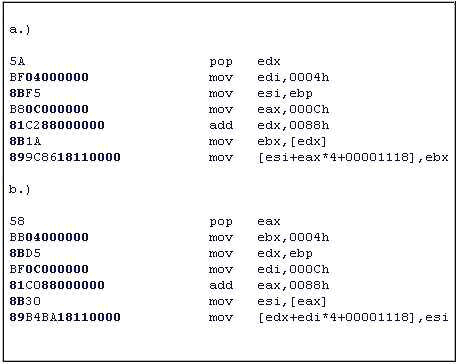 a.)
5A pop edx
BF04000000 mov edi,0004h
8BF5 mov esi,ebp
B80C000000 mov eax,000Ch
81C288000000 add edx,0088h
8B1A mov ebx,[edx]
899C8618110000 mov [esi+eax*4+00001118],ebx
b.)
58 pop eax
BB04000000 mov ebx,0004h
8BD5 mov edx,ebp
BF0C000000 mov edi,000Ch
81C088000000 add eax,0088h
8B30 mov esi,[eax]
89B4BA18110000 mov [edx+edi*4+00001118],esi